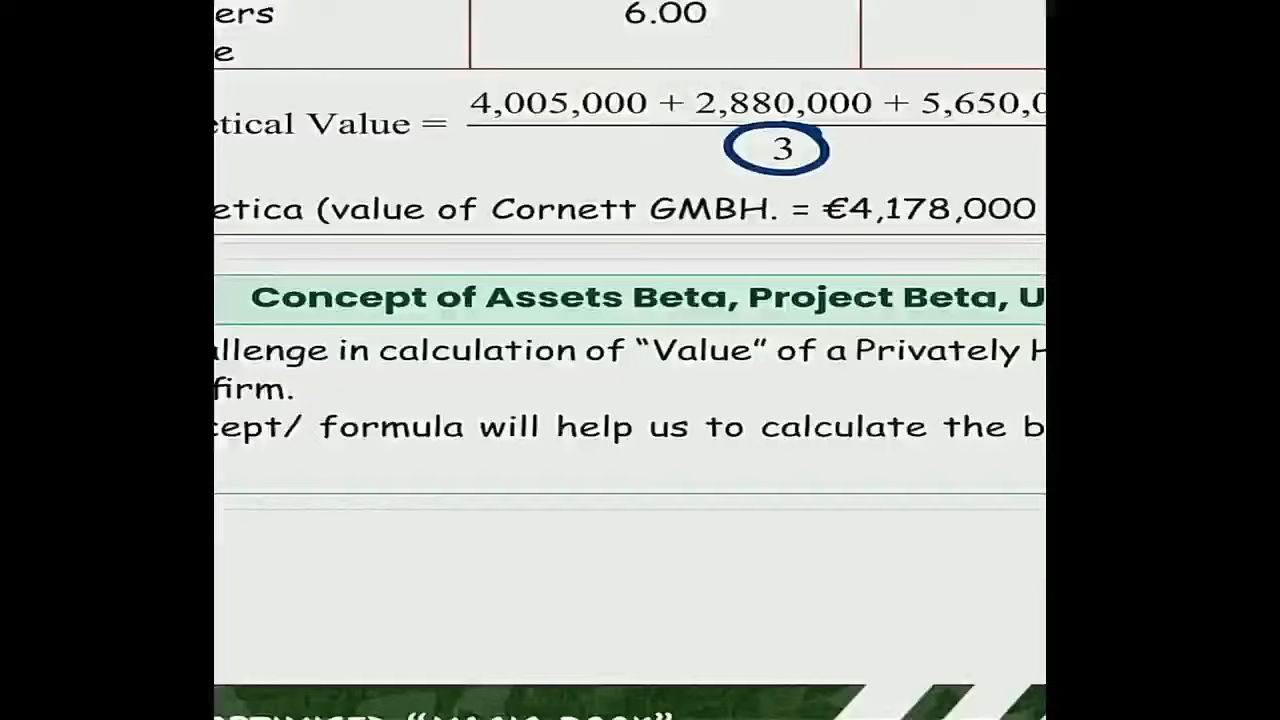 ers
6.00
e
4,005,000 + 2,880,000 + 5,650,0
etical Value =
3
etica (value of Cornett GMBH. = €4,178,000
Concept of Assets Beta, Project Beta, U
allenge in calculation of “Value” of a Privately H
firm.
cept/ formula will help us to calculate the b